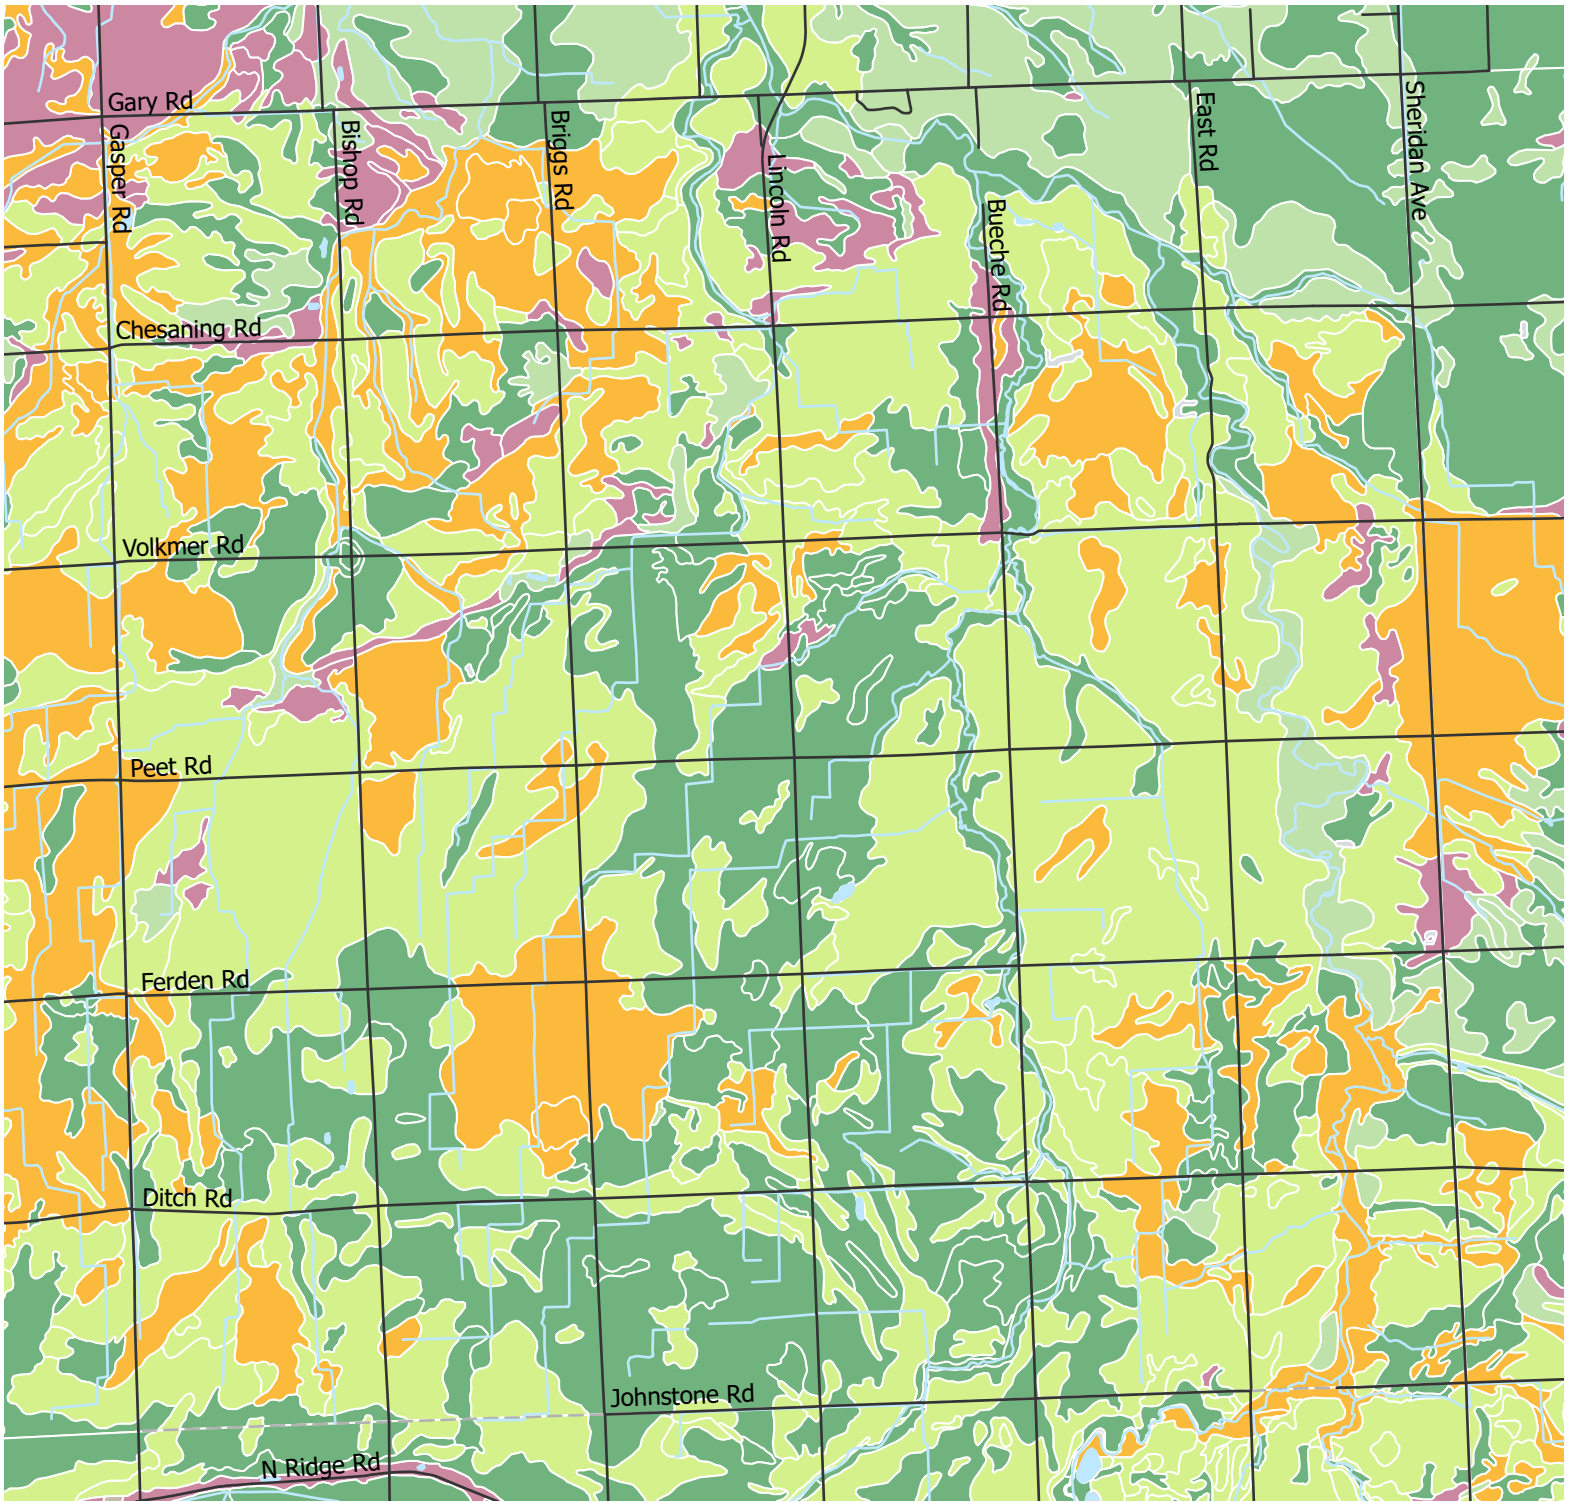 Gary Rd
Gasper Rd
Bishop Rd
Briggs Rd
Lincoln Rd
Bueche Rd
East Rd
Sheridan Ave
Chesaning Rd
Volkmer Rd
Peet Rd
Ferden Rd
Ditch Rd
Johnstone Rd
N Ridge Rd